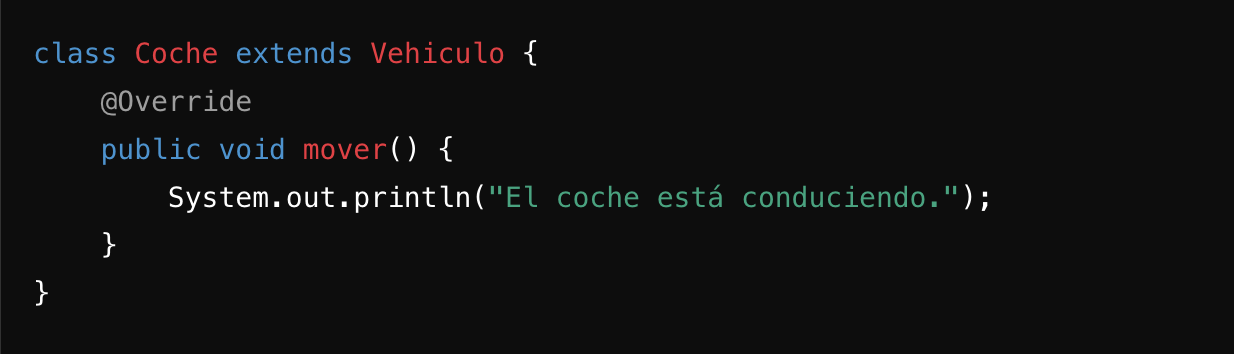 class Coche extends Vehiculo {
    @Override
    public void mover() {
        System.out.println("El coche está conduciendo.");
    }
}